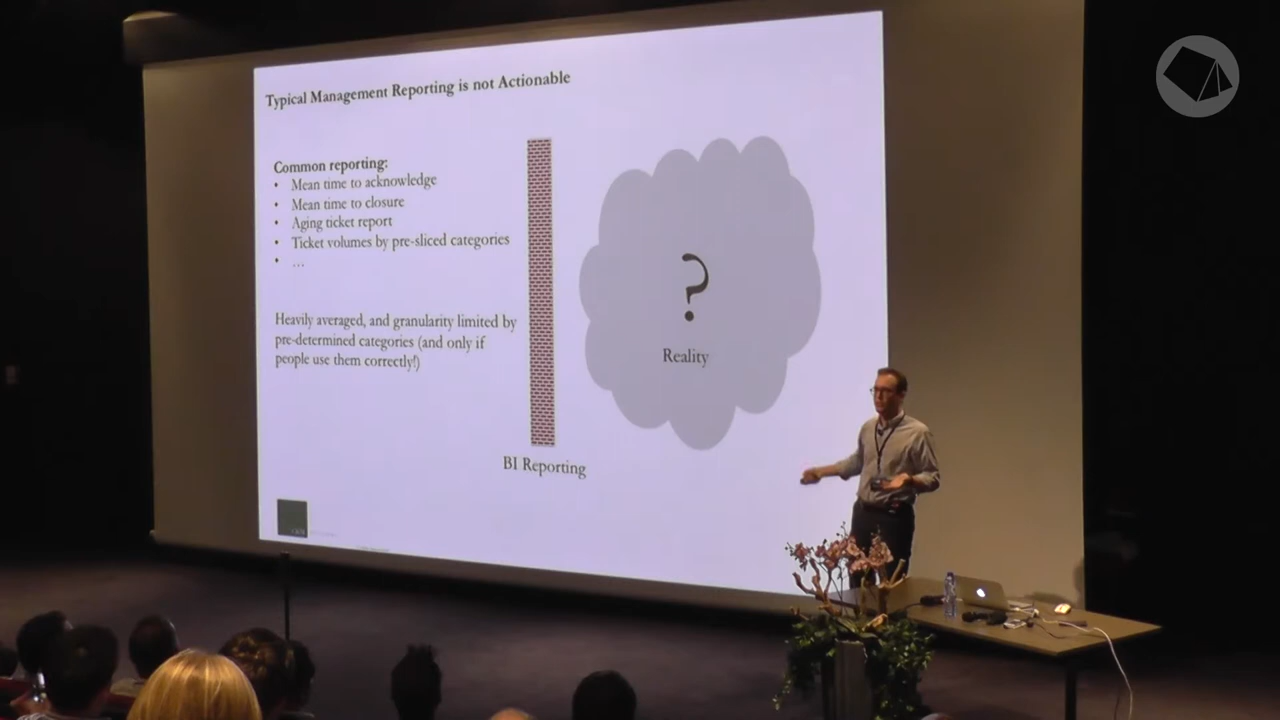 Typical Management Reporting is not Actionable
Common reporting:
• Mean time to acknowledge
• Mean time to closure
• Aging ticket report
• Ticket volumes by pre-sliced categories
• …
Heavily averaged, and granularity limited by
pre-determined categories (and only if
people use them correctly!)
BI Reporting
?
Reality